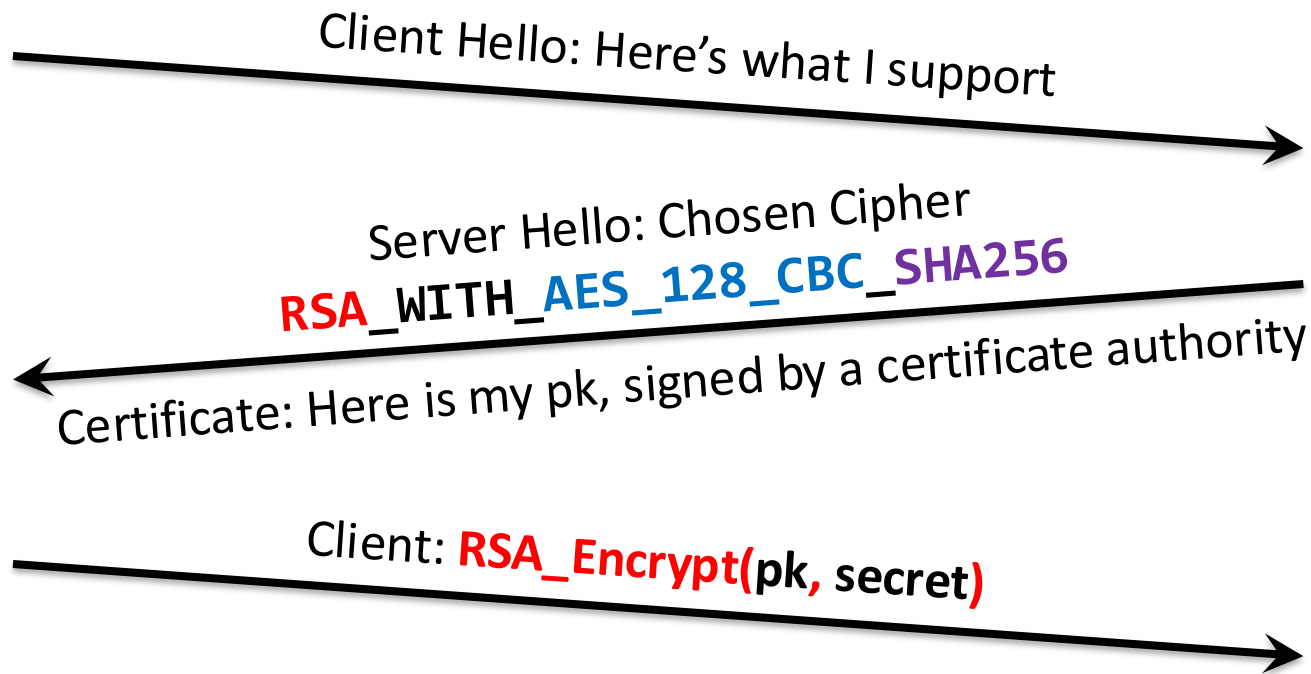 Client Hello: Here’s what I support
Server Hello: Chosen Cipher
RSA_WITH_AES_128_CBC_SHA256
Certificate: Here is my pk, signed by a certificate authority
Client: RSA_Encrypt(pk, secret)